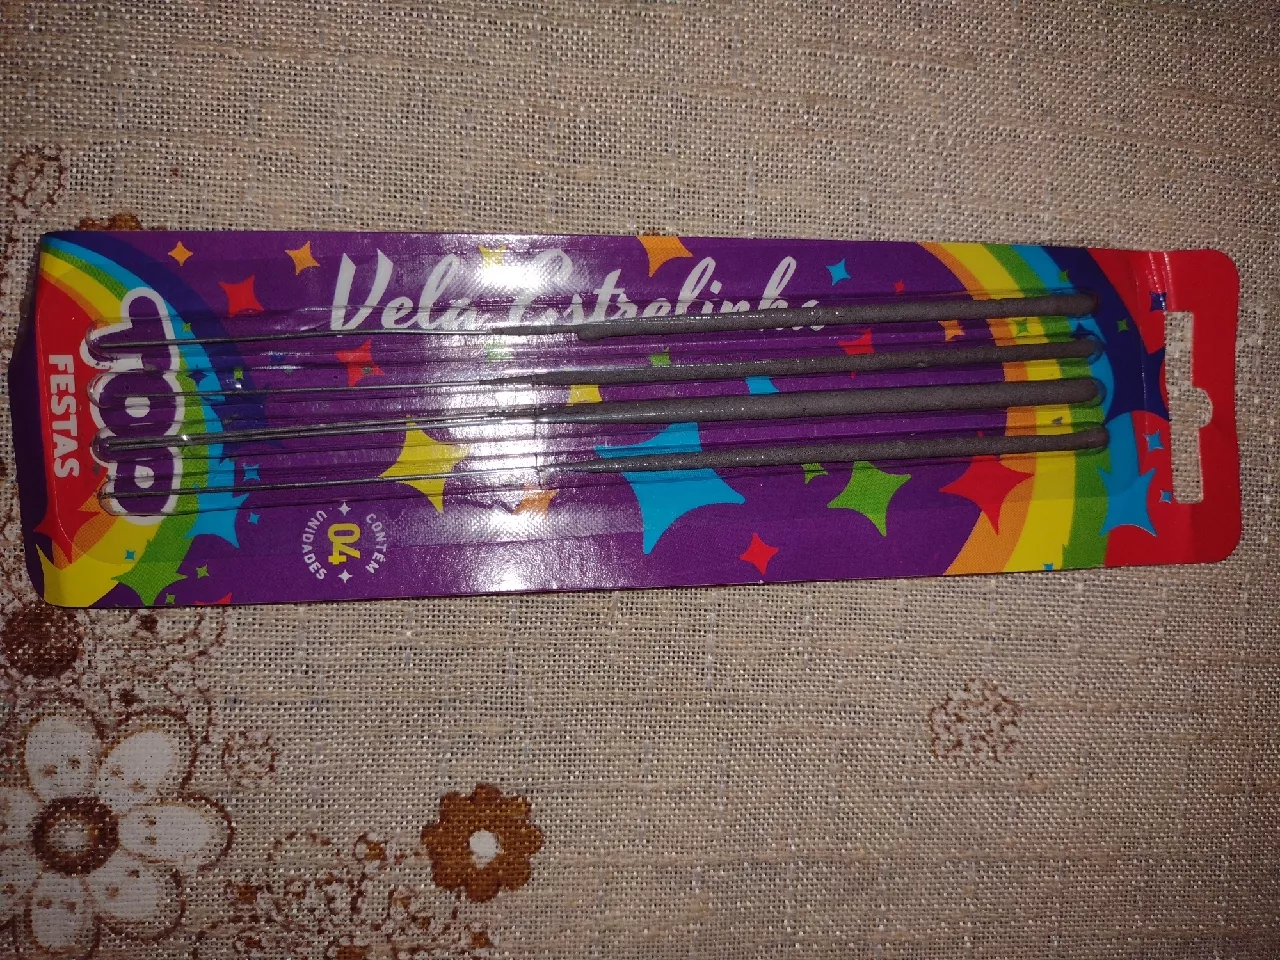 Vela Estrelinha
TOP
FESTAS
CONTÉM
04
UNIDADES